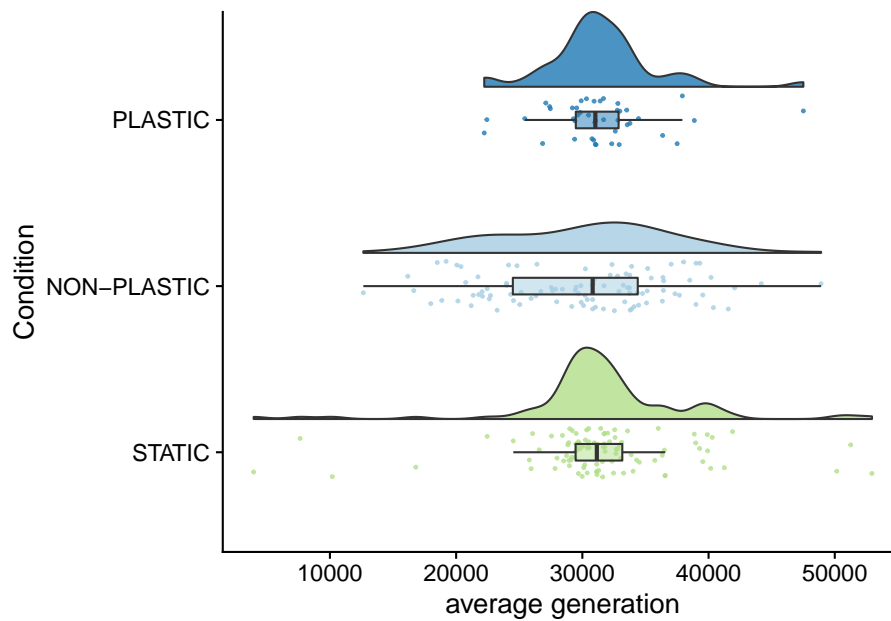 Condition
PLASTIC
NON−PLASTIC
STATIC
10000 20000 30000 40000 50000
average generation